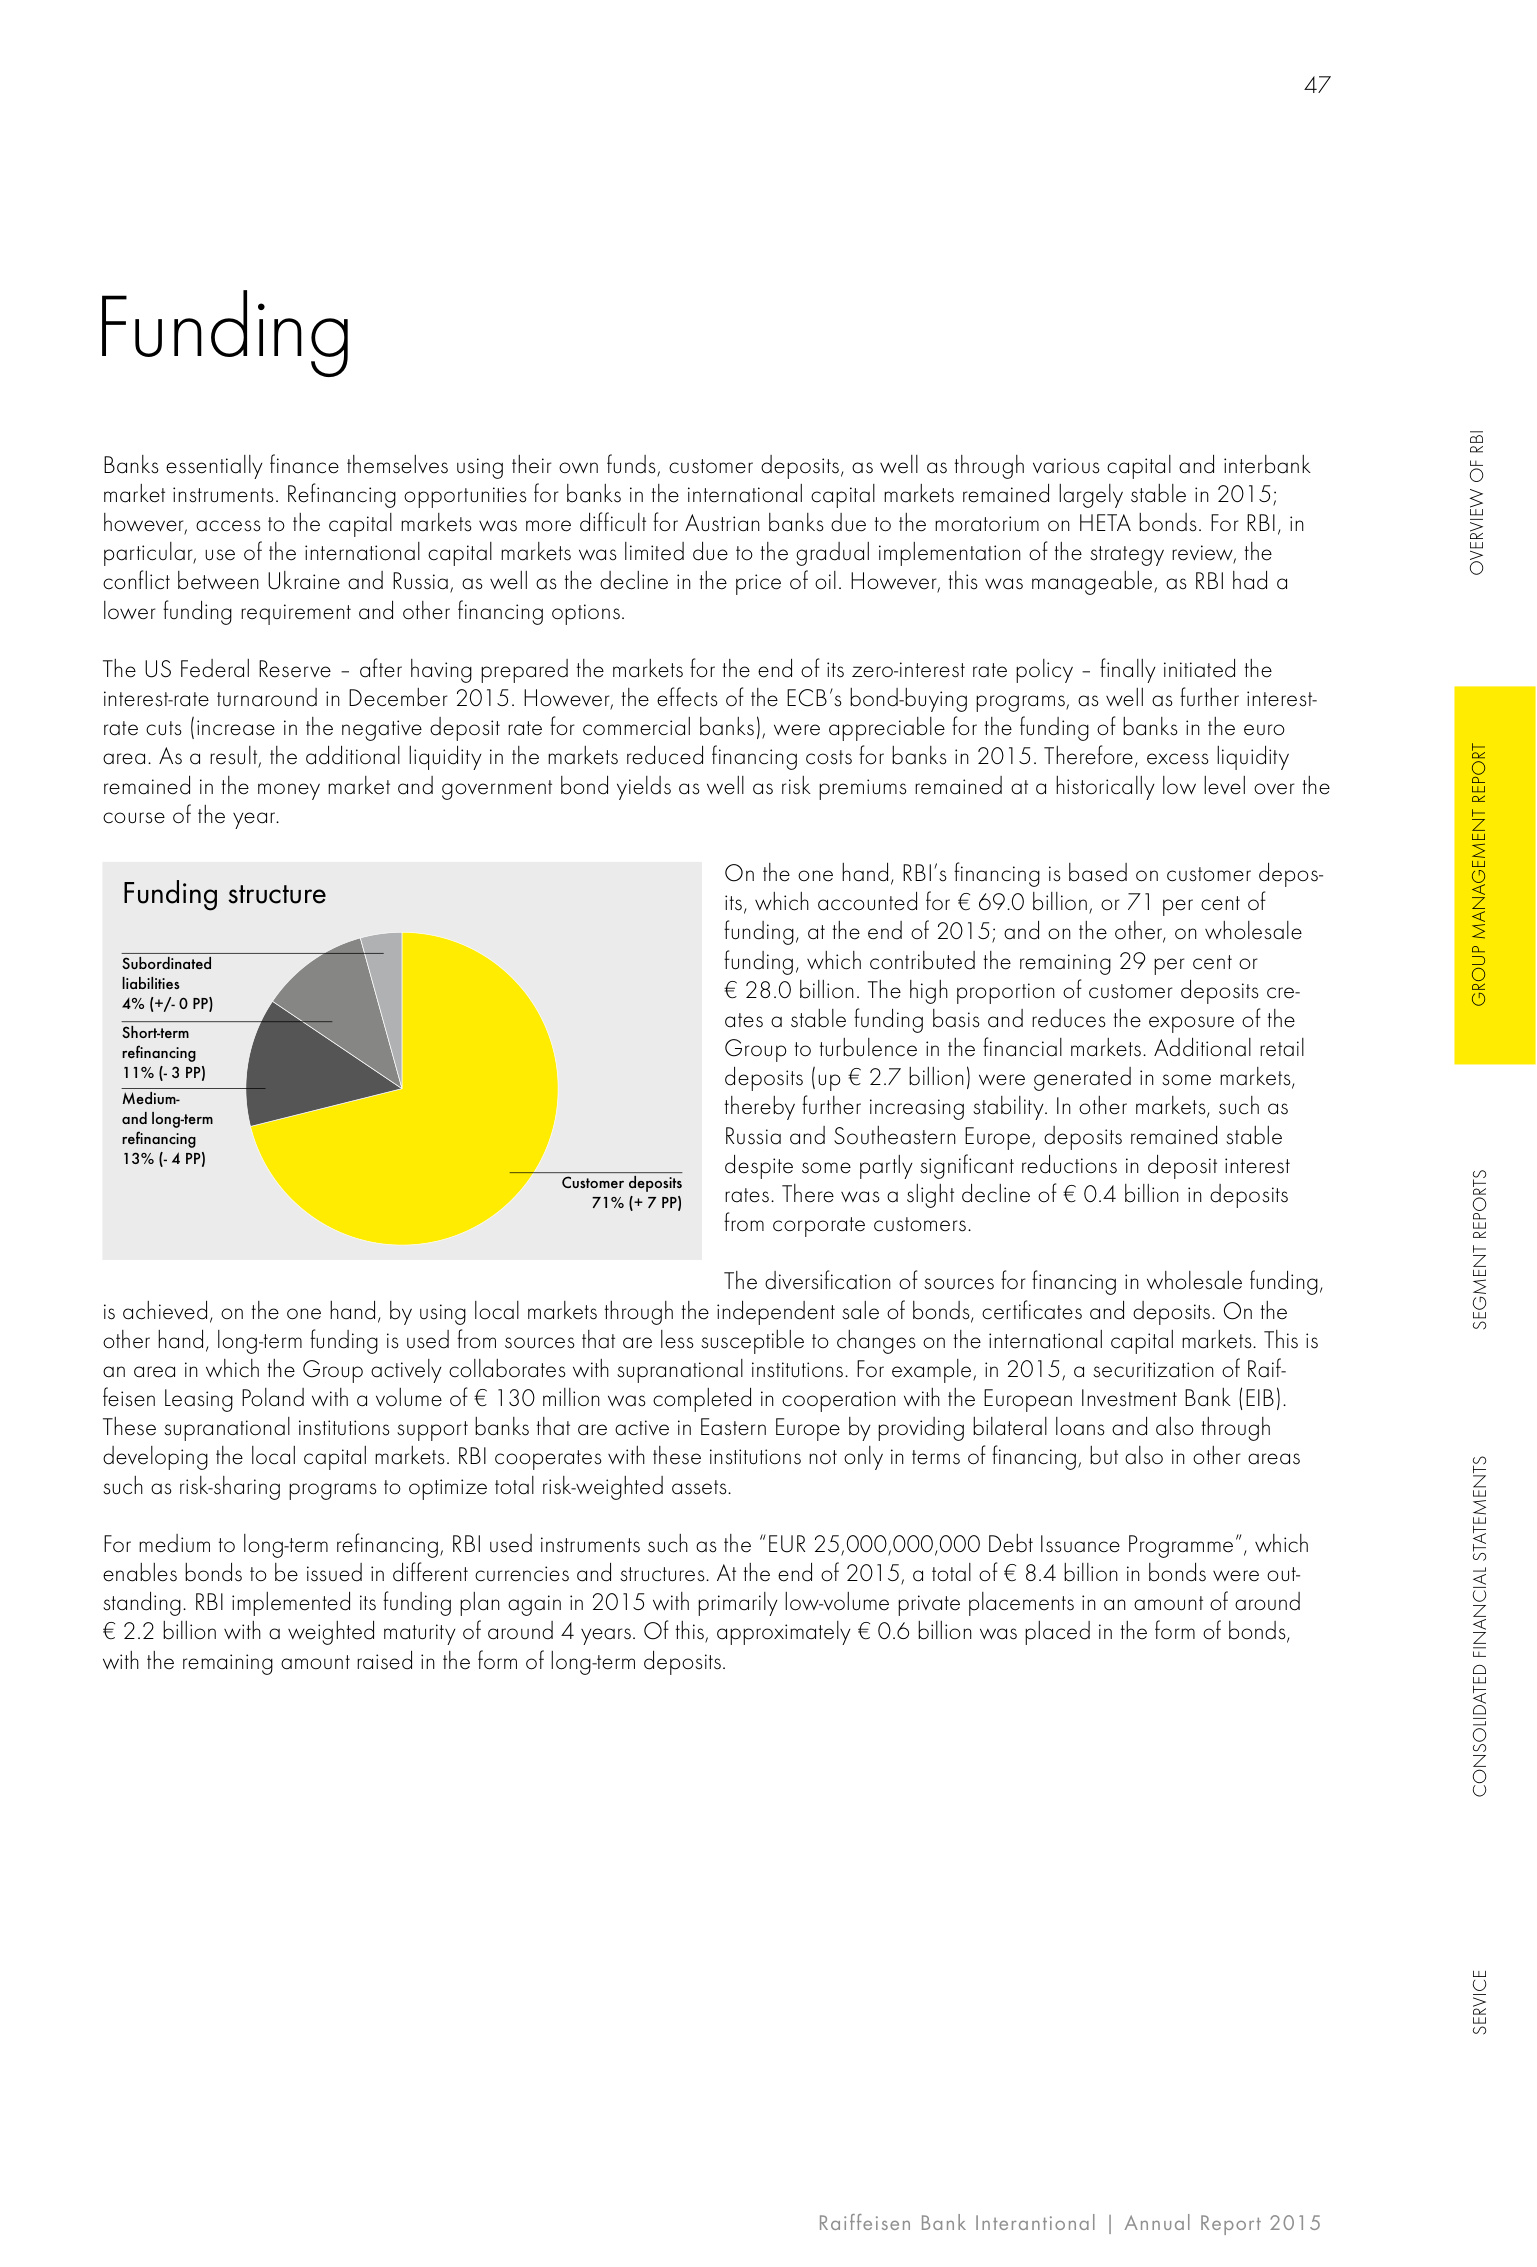 47
Funding
Banks essentially finance themselves using their own funds, customer deposits, as well as through various capital and interbank
market instruments. Refinancing opportunities for banks in the international capital markets remained largely stable in 2015;
however, access to the capital markets was more difficult for Austrian banks due to the moratorium on HETA bonds. For RBI, in
particular, use of the international capital markets was limited due to the gradual implementation of the strategy review, the
conflict between Ukraine and Russia, as well as the decline in the price of oil. However, this was manageable, as RBI had a
lower funding requirement and other financing options.
The US Federal Reserve – after having prepared the markets for the end of its zero-interest rate policy – finally initiated the
interest-rate turnaround in December 2015. However, the effects of the ECB's bond-buying programs, as well as further interest-
rate cuts (increase in the negative deposit rate for commercial banks), were appreciable for the funding of banks in the euro
area. As a result, the additional liquidity in the markets reduced financing costs for banks in 2015. Therefore, excess liquidity
remained in the money market and government bond yields as well as risk premiums remained at a historically low level over the
course of the year.
Funding structure
Subordinated
liabilities
4% (+/- 0 PP)
Short-term
refinancing
11% (- 3 PP)
Medium-
and long-term
refinancing
13% (- 4 PP)
Customer deposits
71% (+ 7 PP)
On the one hand, RBI's financing is based on customer depos-
its, which accounted for € 69.0 billion, or 71 per cent of
funding, at the end of 2015; and on the other, on wholesale
funding, which contributed the remaining 29 per cent or
€ 28.0 billion. The high proportion of customer deposits cre-
ates a stable funding basis and reduces the exposure of the
Group to turbulence in the financial markets. Additional retail
deposits (up € 2.7 billion) were generated in some markets,
thereby further increasing stability. In other markets, such as
Russia and Southeastern Europe, deposits remained stable
despite some partly significant reductions in deposit interest
rates. There was a slight decline of € 0.4 billion in deposits
from corporate customers.
The diversification of sources for financing in wholesale funding,
is achieved, on the one hand, by using local markets through the independent sale of bonds, certificates and deposits. On the
other hand, long-term funding is used from sources that are less susceptible to changes on the international capital markets. This is
an area in which the Group actively collaborates with supranational institutions. For example, in 2015, a securitization of Raif-
feisen Leasing Poland with a volume of € 130 million was completed in cooperation with the European Investment Bank (EIB).
These supranational institutions support banks that are active in Eastern Europe by providing bilateral loans and also through
developing the local capital markets. RBI cooperates with these institutions not only in terms of financing, but also in other areas
such as risk-sharing programs to optimize total risk-weighted assets.
For medium to long-term refinancing, RBI used instruments such as the “EUR 25,000,000,000 Debt Issuance Programme”, which
enables bonds to be issued in different currencies and structures. At the end of 2015, a total of € 8.4 billion in bonds were out-
standing. RBI implemented its funding plan again in 2015 with primarily low-volume private placements in an amount of around
€ 2.2 billion with a weighted maturity of around 4 years. Of this, approximately € 0.6 billion was placed in the form of bonds,
with the remaining amount raised in the form of long-term deposits.
OVERVIEW OF RBI
GROUP MANAGEMENT REPORT
SEGMENT REPORTS
CONSOLIDATED FINANCIAL STATEMENTS
SERVICE
Raiffeisen Bank Interantional | Annual Report 2015